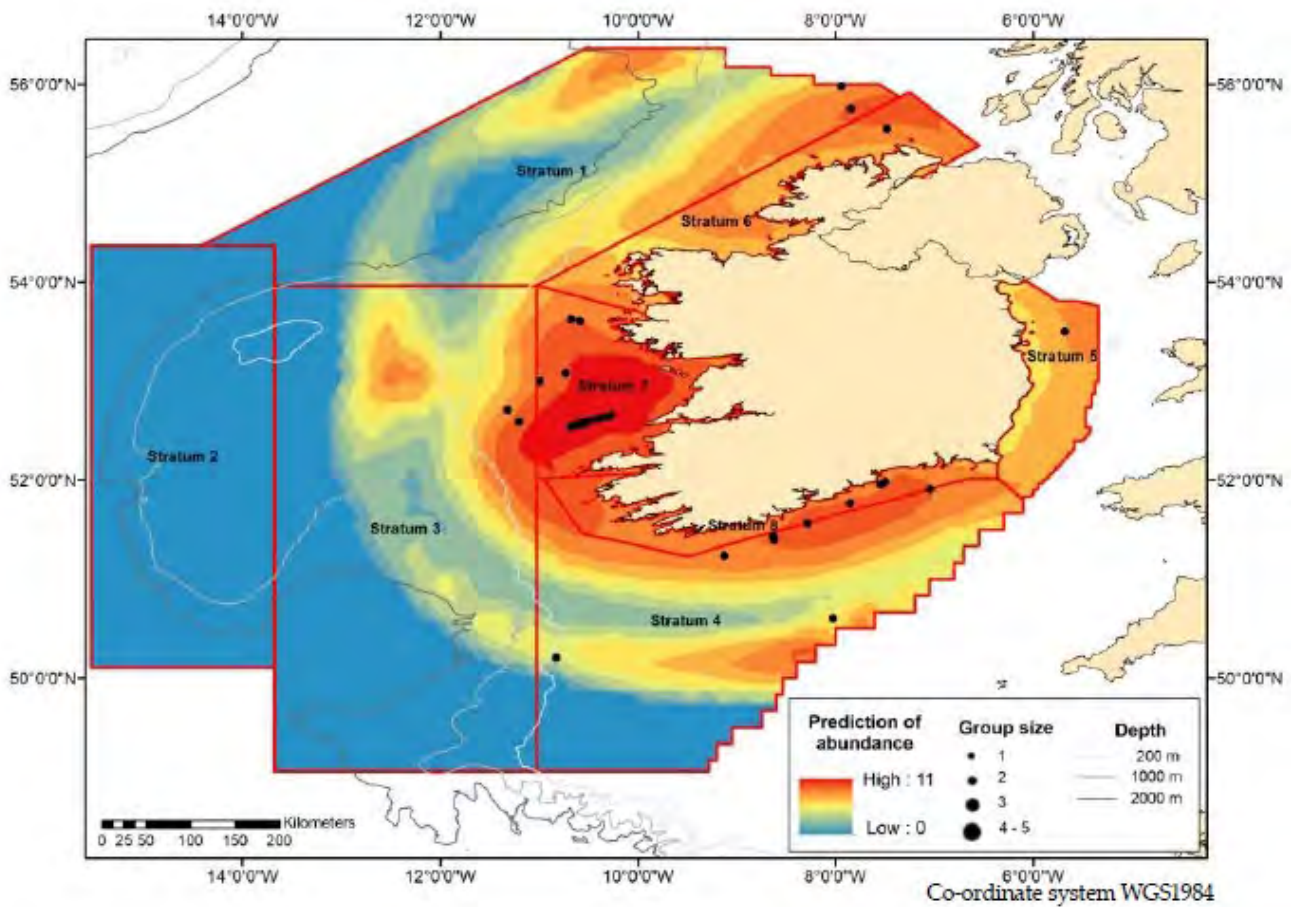 14°0'0"W 12°0'0"W 10°0'0"W 8°0'0"W 6°0'0"W
56°0'0"N 56°0'0"N
Stratum 1
Stratum 6
54°0'0"N 54°0'0"N
Stratum 5
Stratum 7
Stratum 2
52°0'0"N 52°0'0"N
Stratum 3
Stratum 8
Stratum 4
50°0'0"N 50°0'0"N
Prediction of abundance
High : 11
Low : 0
Group size
1
2
3
4 - 5
Depth
200 m
1000 m
2000 m
Kilometers
0 25 50 100 150 200
14°0'0"W 12°0'0"W 10°0'0"W 8°0'0"W 6°0'0"W
Co-ordinate system WGS1984